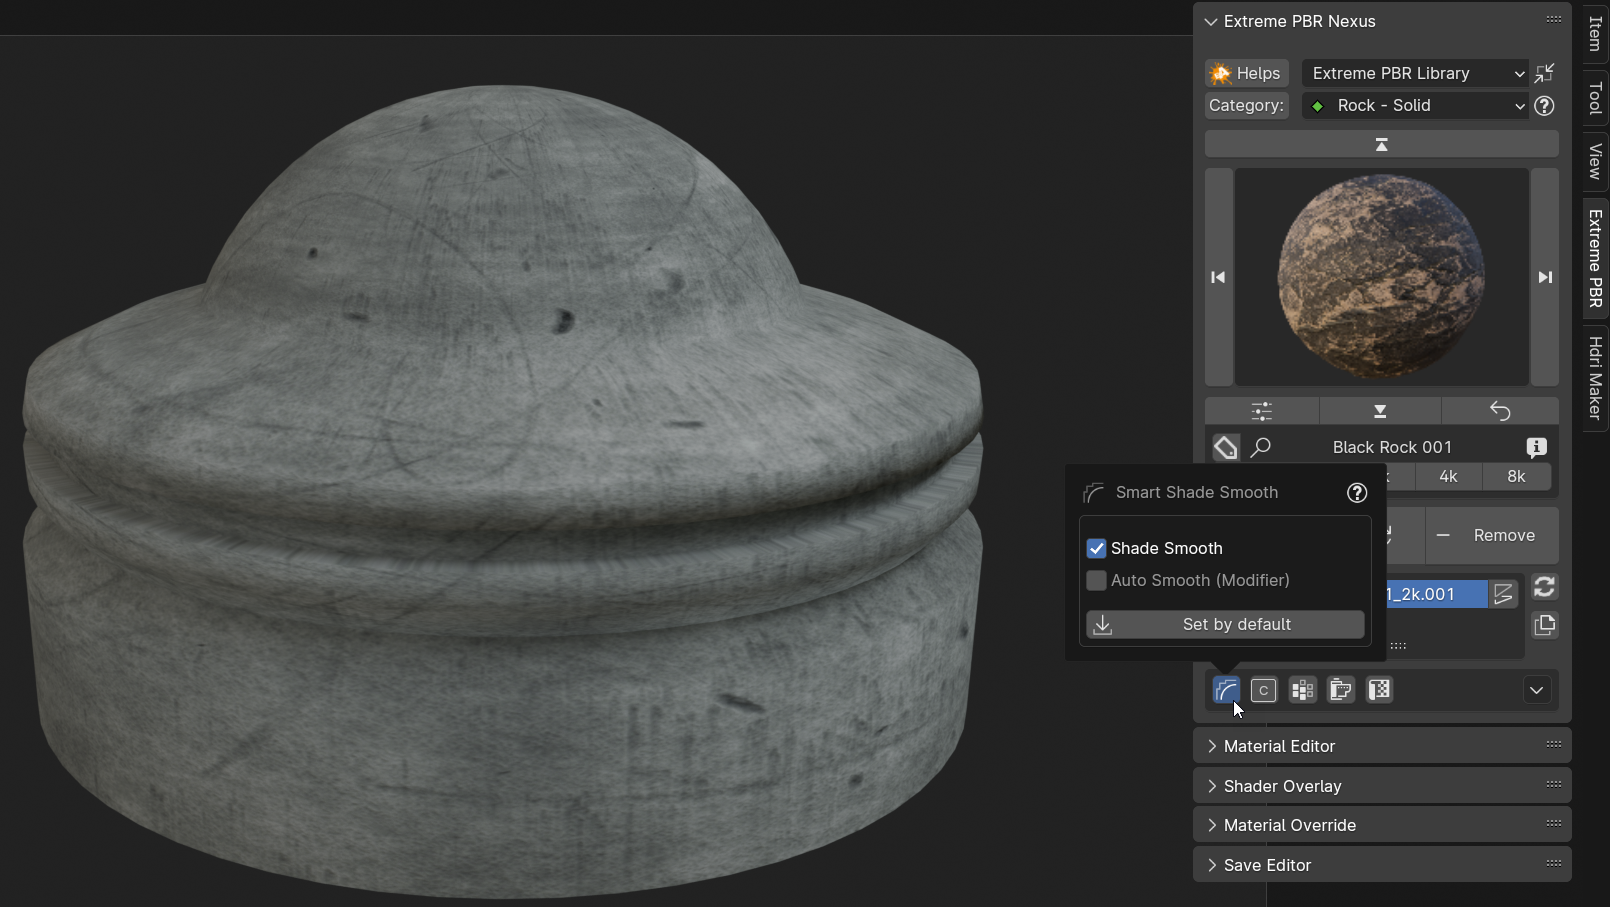 Extreme PBR Nexus
Helps
Extreme PBR Library
Category:
Rock - Solid
Black Rock 001
4k
8k
Smart Shade Smooth
Shade Smooth
Auto Smooth (Modifier)
Set by default
Remove
1_2k.001
C
Material Editor
Shader Overlay
Material Override
Save Editor
Item
Tool
View
Extreme PBR
Hdri Maker